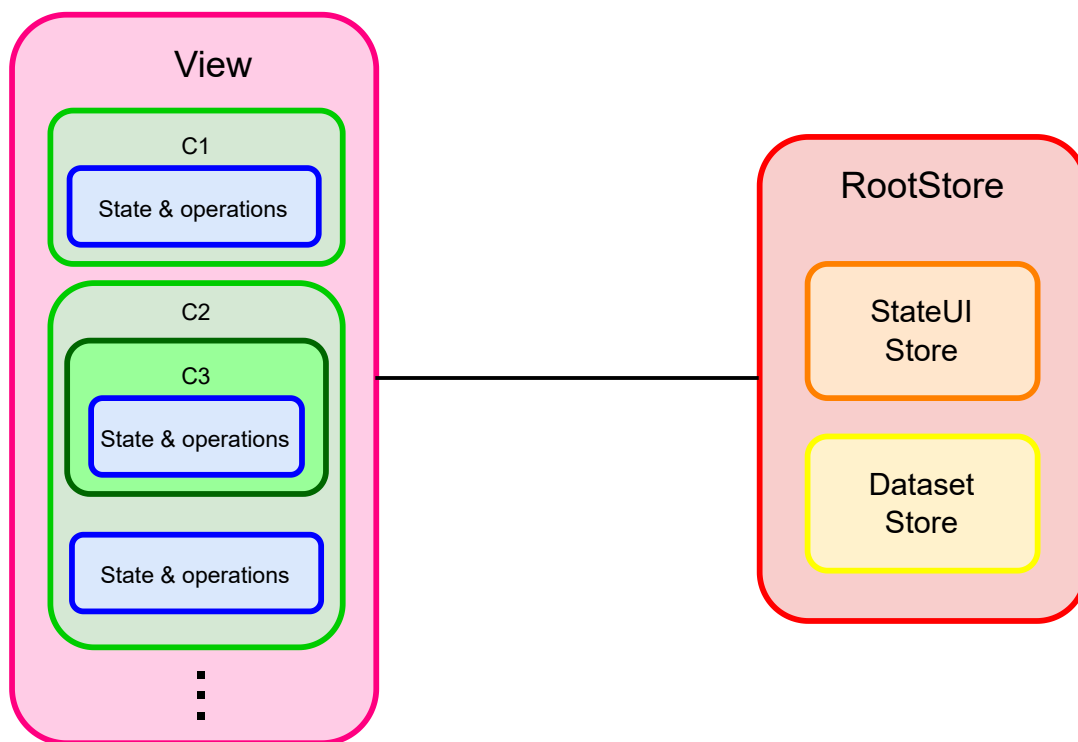 View
C1
State & operations
C2
C3
State & operations
State & operations
RootStore
StateUI
Store
Dataset
Store